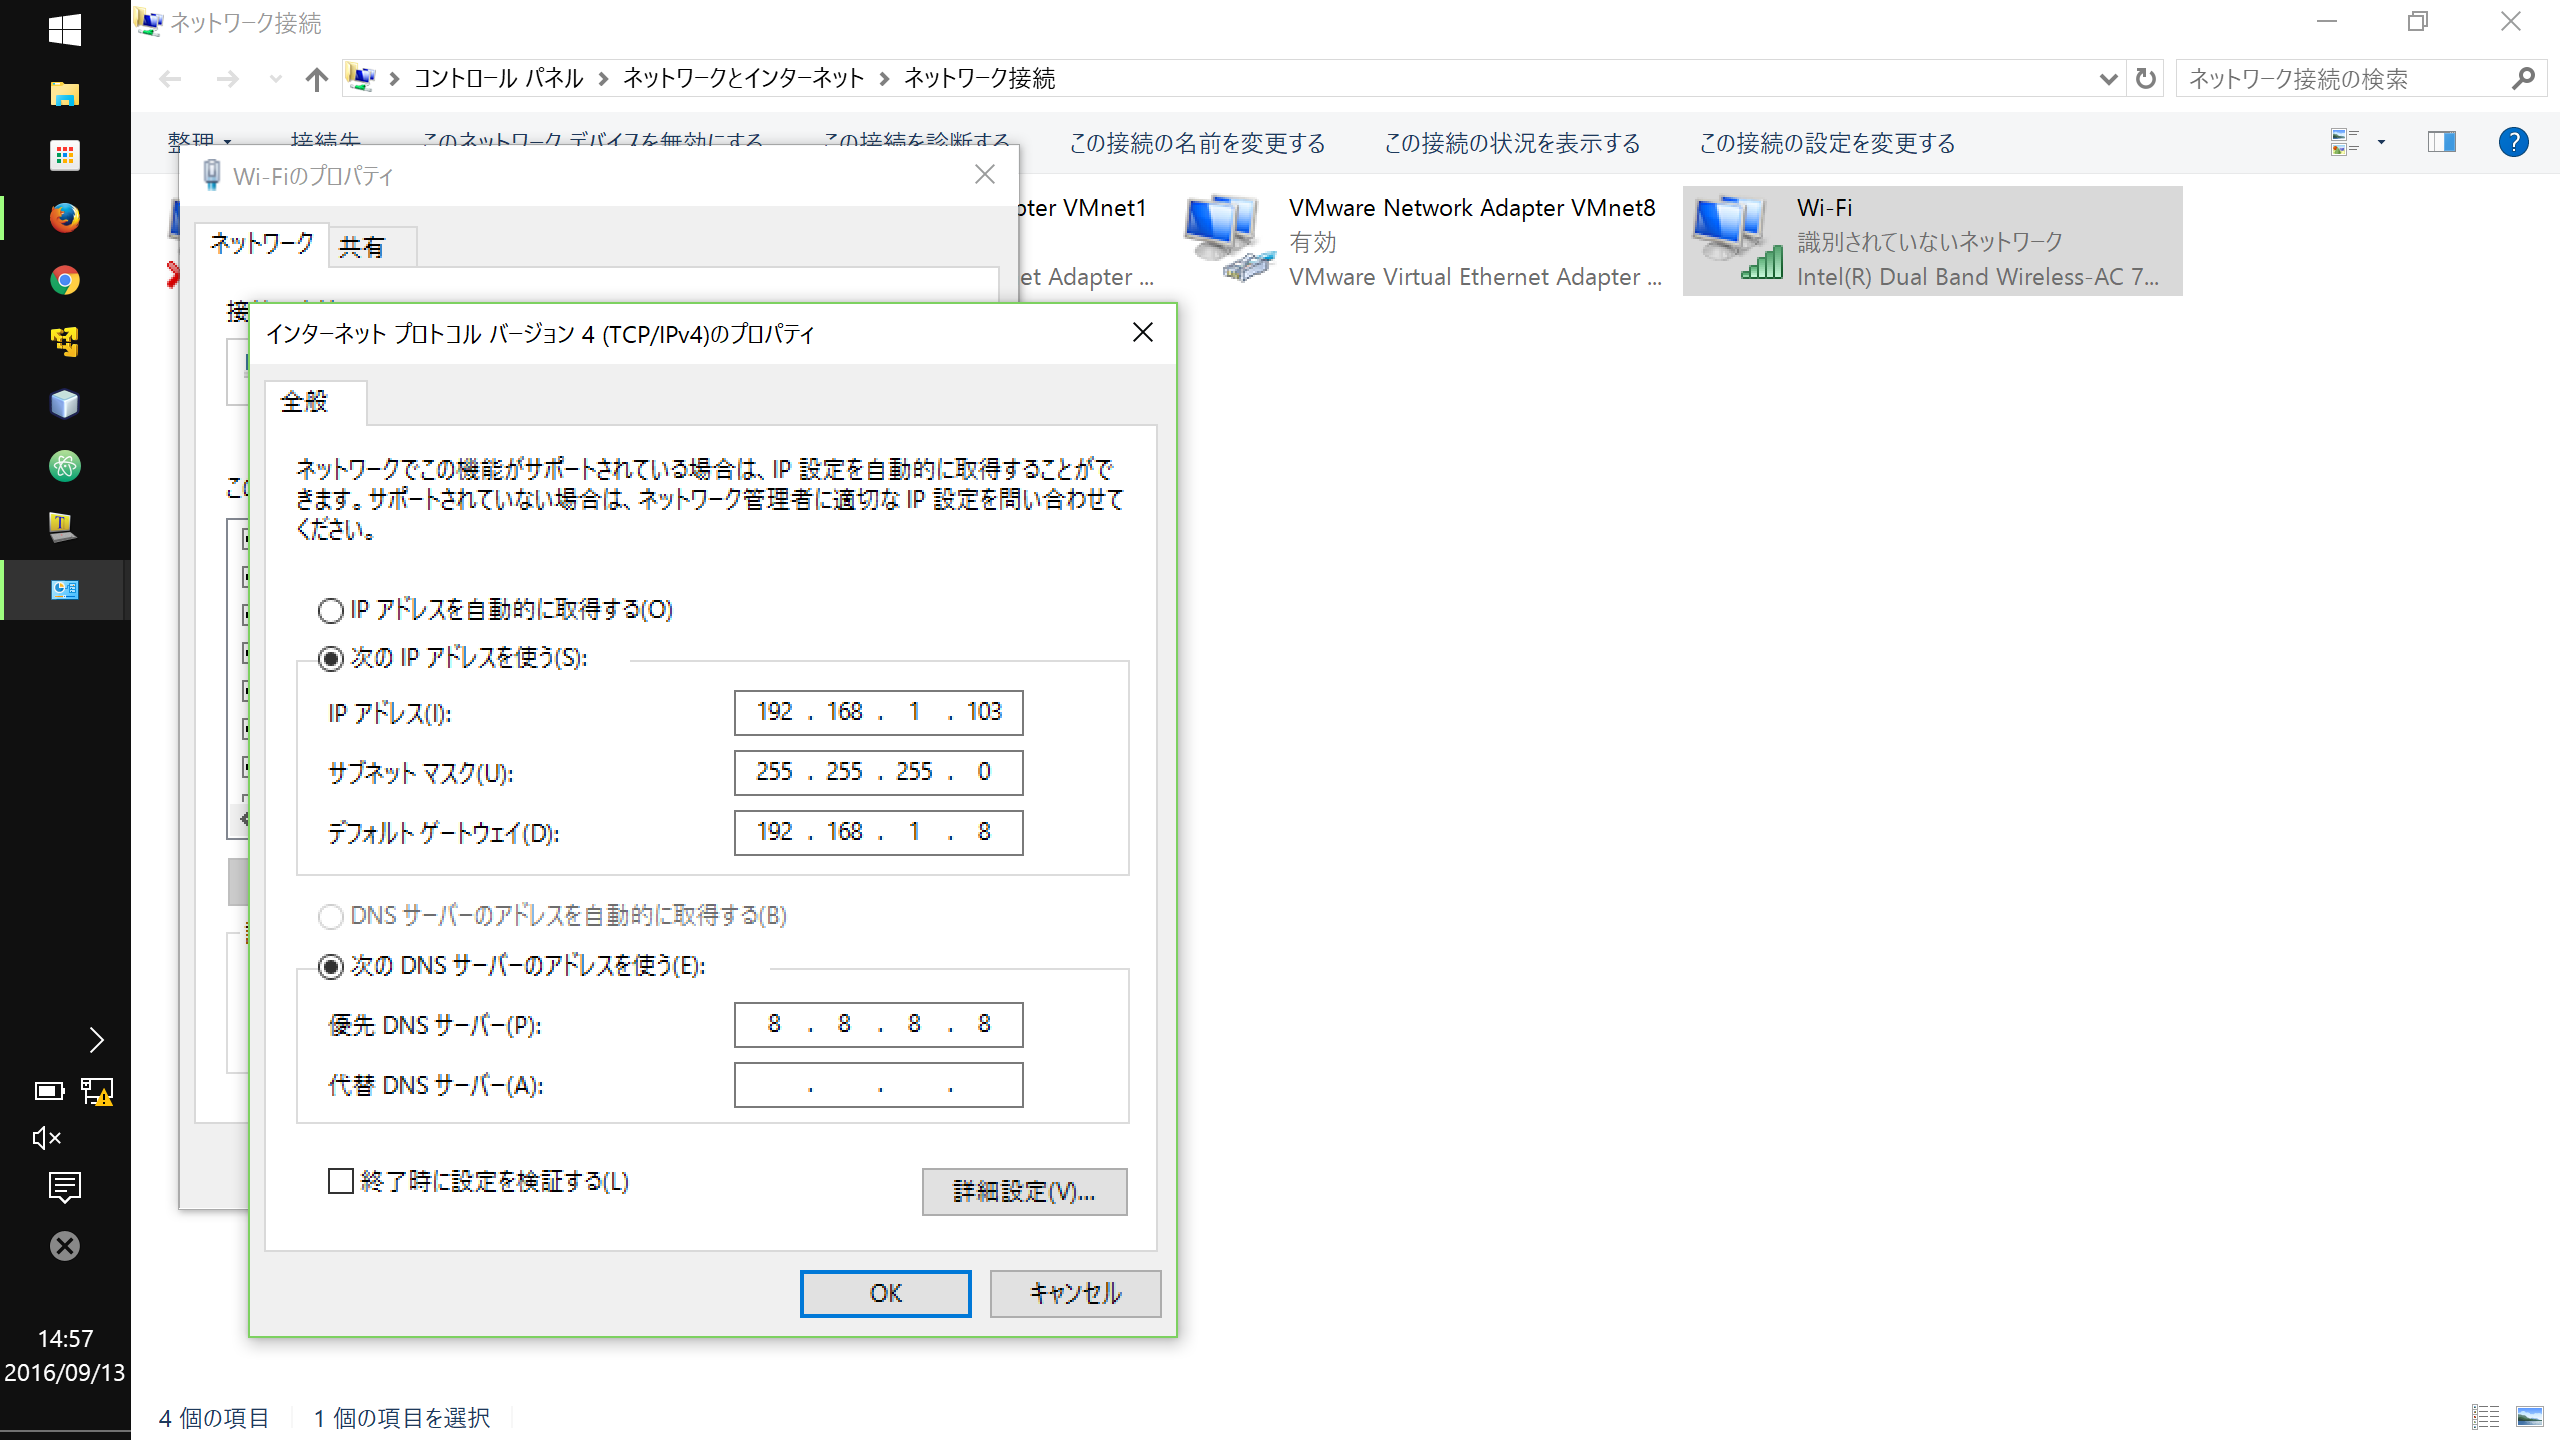 ネットワーク接続
コントロール パネル ネットワークとインターネット ネットワーク接続
ネットワーク接続の検索
整理 接続先 このネットワーク デバイスを無効にする この接続を診断する この接続の名前を変更する この接続の状況を表示する この接続の設定を変更する
Wi-Fiのプロパティ
ネットワーク 共有
VMnet1
et Adapter ...
VMware Network Adapter VMnet8
有効
VMware Virtual Ethernet Adapter ...
Wi-Fi
識別されていないネットワーク
Intel(R) Dual Band Wireless-AC 7...
インターネット プロトコル バージョン 4 (TCP/IPv4)のプロパティ
全般
ネットワークでこの機能がサポートされている場合は、IP 設定を自動的に取得することがで
きます。サポートされていない場合は、ネットワーク管理者に適切な IP 設定を問い合わせて
ください。
IP アドレスを自動的に取得する(O)
次の IP アドレスを使う(S):
IP アドレス(I): 192 . 168 . 1 . 103
サブネット マスク(U): 255 . 255 . 255 . 0
デフォルト ゲートウェイ(D): 192 . 168 . 1 . 8
DNS サーバーのアドレスを自動的に取得する(B)
次の DNS サーバーのアドレスを使う(E):
優先 DNS サーバー(P): 8 . 8 . 8 . 8
代替 DNS サーバー(A): . . .
終了時に設定を検証する(L)
詳細設定(V)...
OK キャンセル
14:57
2016/09/13
4 個の項目 1 個の項目を選択